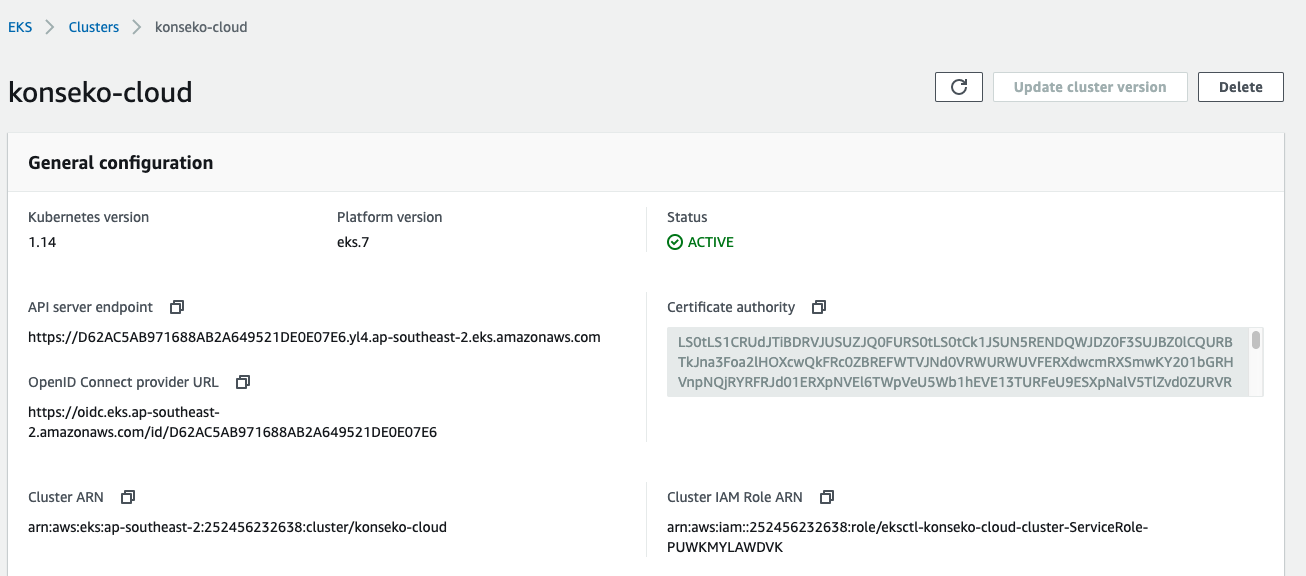 EKS Clusters konseko-cloud
konseko-cloud
Update cluster version
Delete
General configuration
Kubernetes version
1.14
Platform version
eks.7
Status
ACTIVE
API server endpoint
https://D62AC5AB971688AB2A649521DE0E07E6.yl4.ap-southeast-2.eks.amazonaws.com
OpenID Connect provider URL
https://oidc.eks.ap-southeast-
2.amazonaws.com/id/D62AC5AB971688AB2A649521DE0E07E6
Certificate authority
LS0tLS1CRUdJTiBDRVJUSUZJQ0FURS0tLS0tCk1JSUN5RENDQWJDZ0F3SUJBZ0lCQURB
TkJna3Foa2lHOXcwQkFRc0ZBREFWTVJNd0VRWURWUVFERXdwcmRXSmwKY201bGRH
VnpNQjRYRFRJd01ERXpNVEl6TWpVeU5Wb1hEVE13TURFeU9ESXpNalV5TlZvd0ZURVR
Cluster ARN
arn:aws:eks:ap-southeast-2:252456232638:cluster/konseko-cloud
Cluster IAM Role ARN
arn:aws:iam::252456232638:role/eksctl-konseko-cloud-cluster-ServiceRole-
PUWKMYLAWDVK